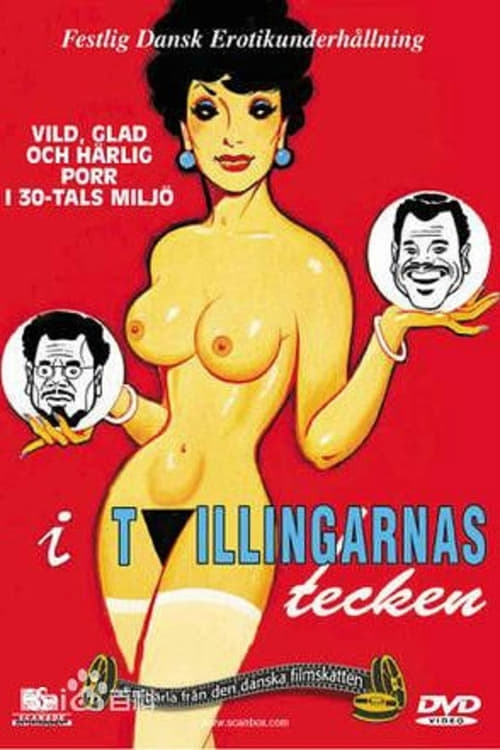 Festlig Dansk Erotikunderhållning
VILD, GLAD
OCH HÄRLIG
PORR
I 30-TALS MILJÖ
i TVILLINGARNAS
tecken
pärla från den danska filmskatten
www.scanbox.com
DVD
VIDEO